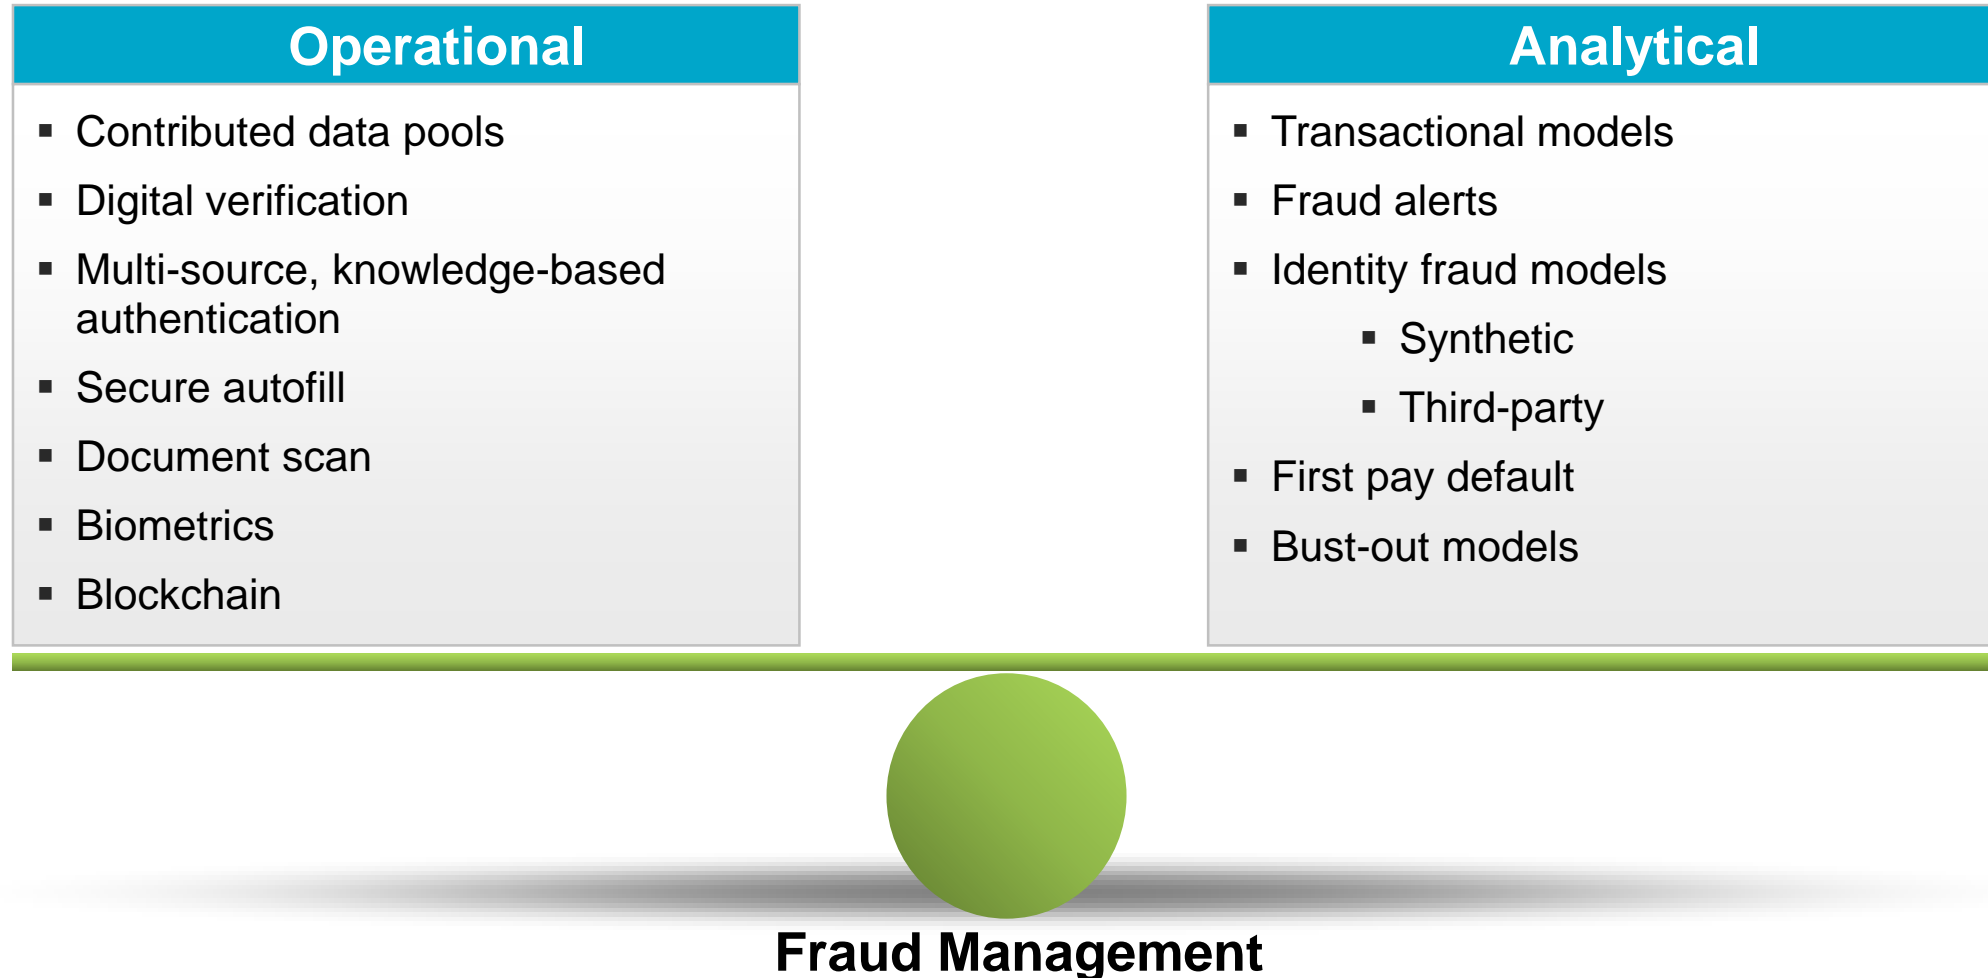 Operational
▪ Contributed data pools
▪ Digital verification
▪ Multi-source, knowledge-based
authentication
▪ Secure autofill
▪ Document scan
▪ Biometrics
▪ Blockchain
Analytical
▪ Transactional models
▪ Fraud alerts
▪ Identity fraud models
▪ Synthetic
▪ Third-party
▪ First pay default
▪ Bust-out models
Fraud Management